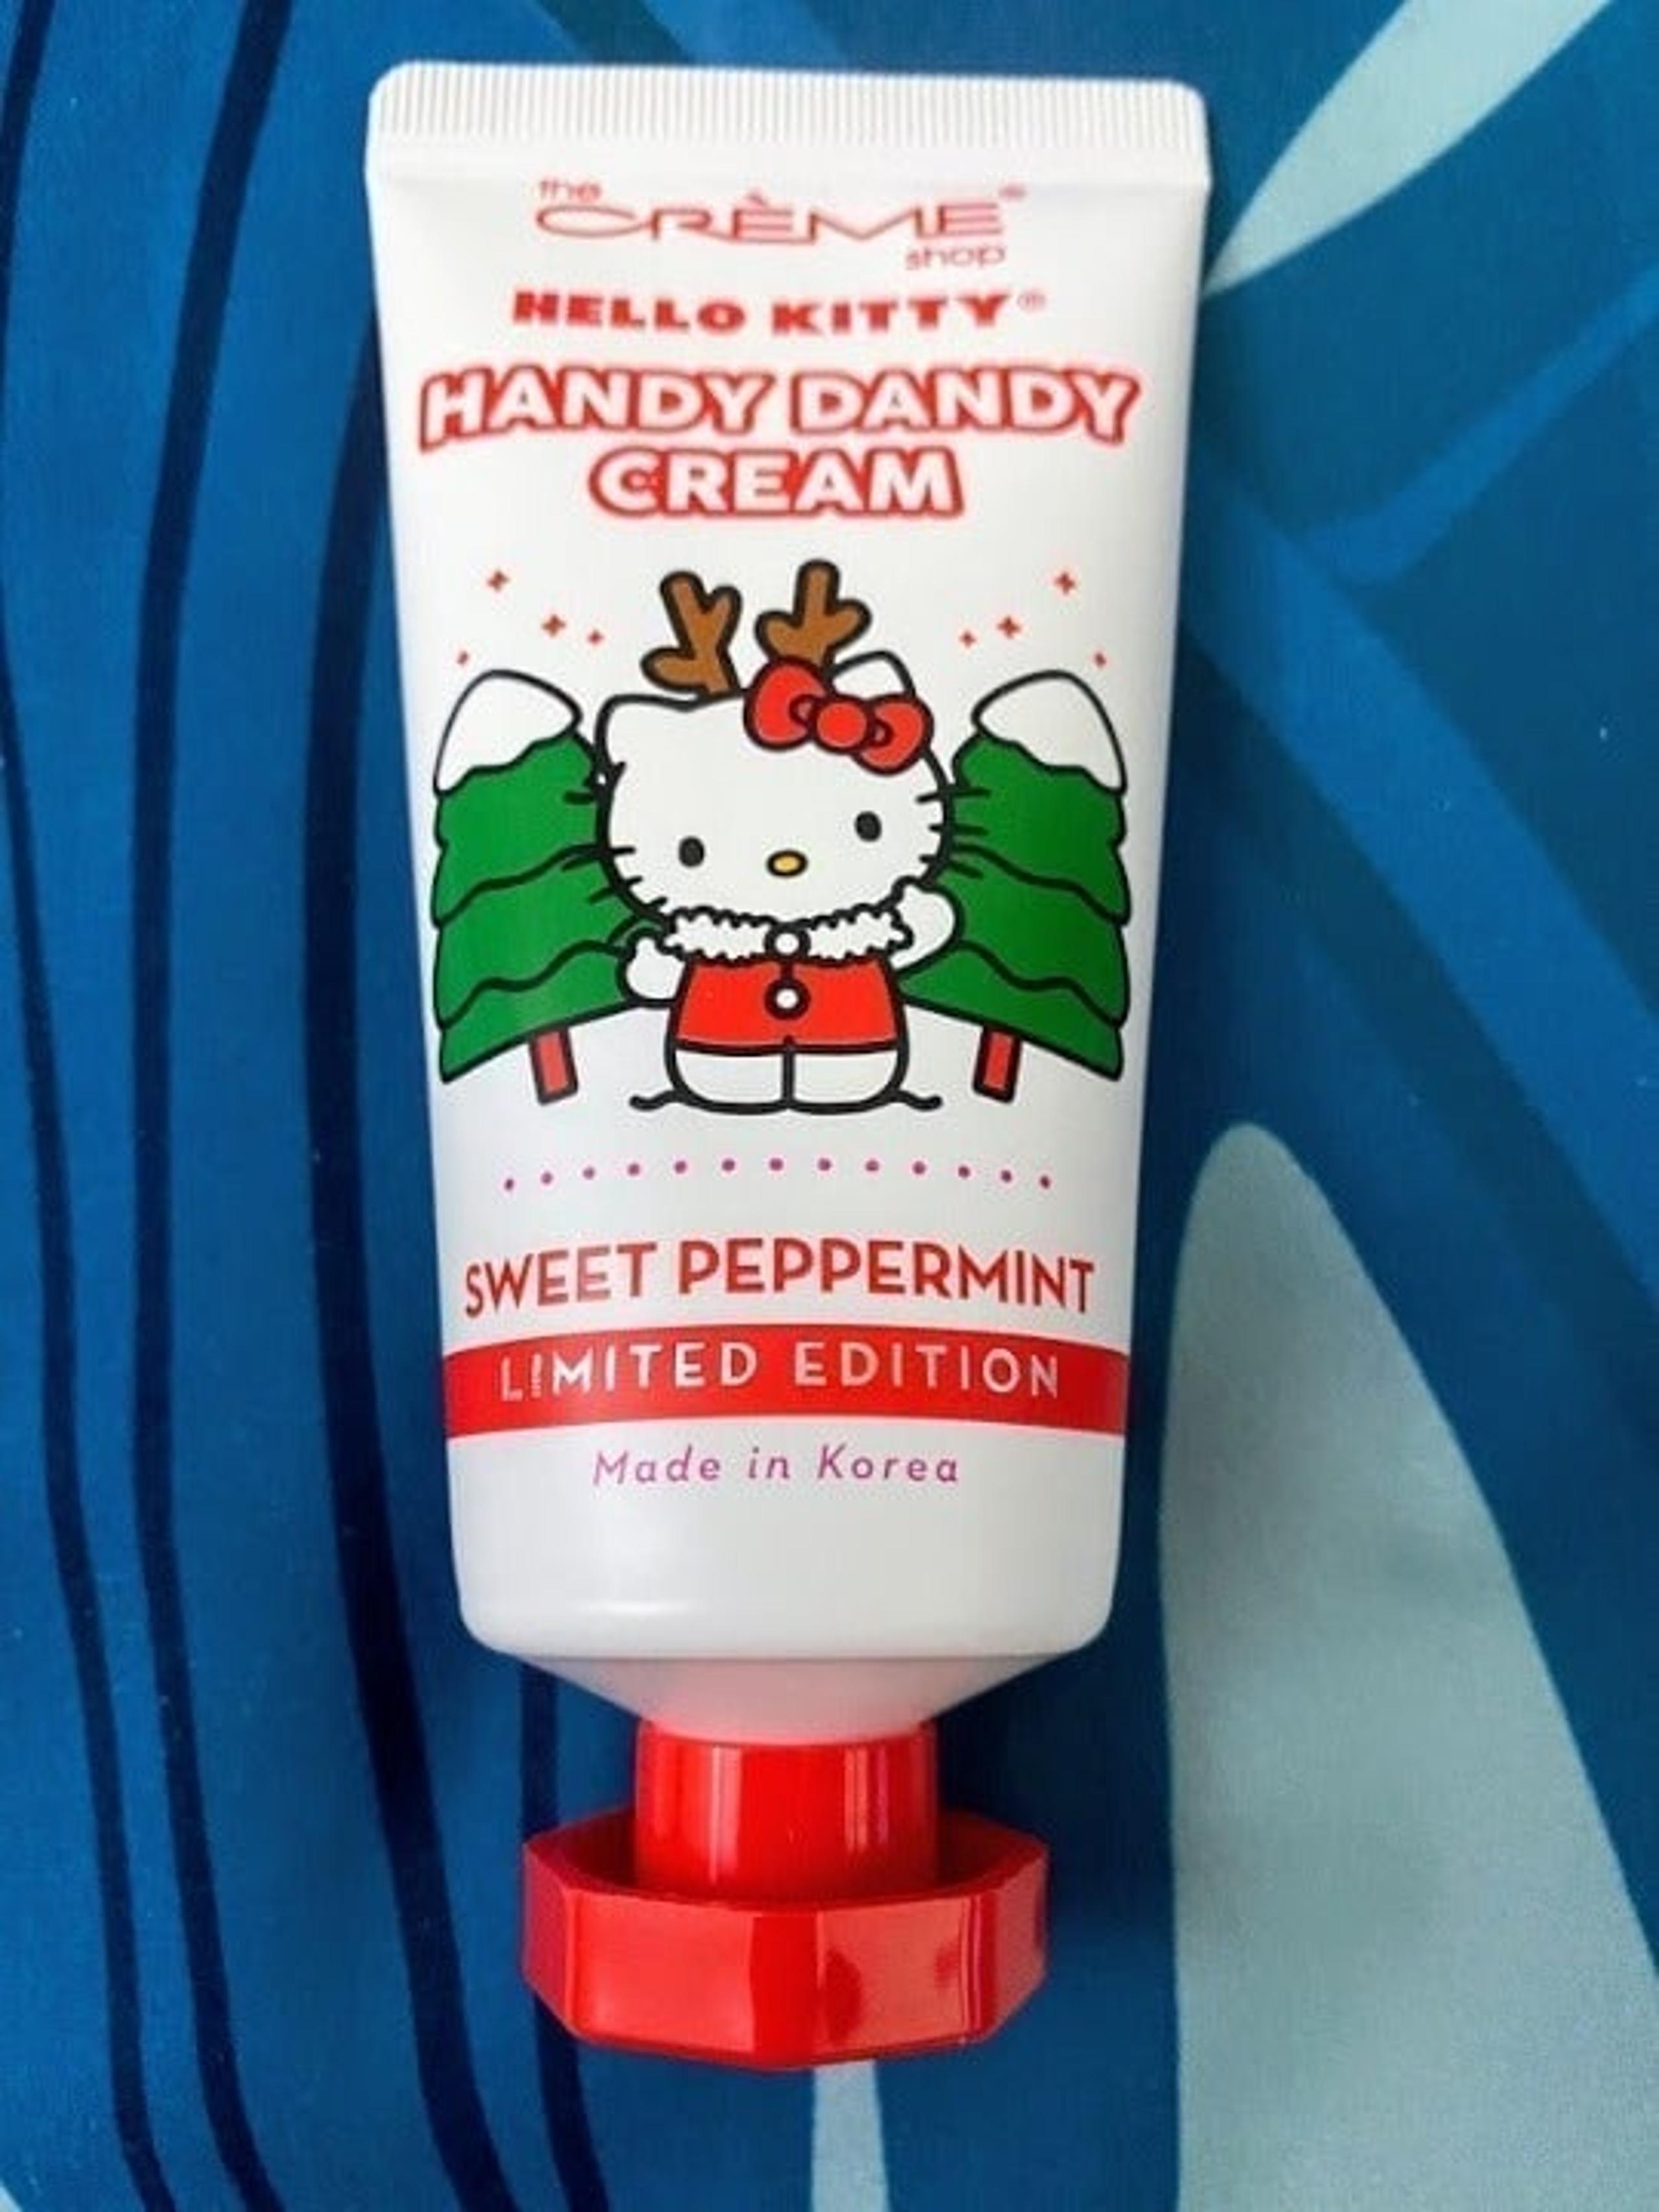 the
CRÈME®
shop
HELLO KITTY®
HANDY DANDY
CREAM
SWEET PEPPERMINT
LIMITED EDITION
Made in Korea